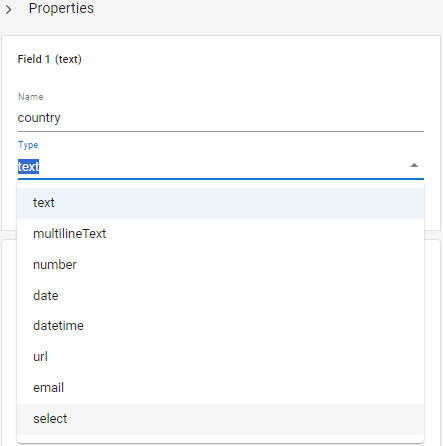 Properties
Field 1 (text)
Name
country
Type
text
text
multilineText
number
date
datetime
url
email
select